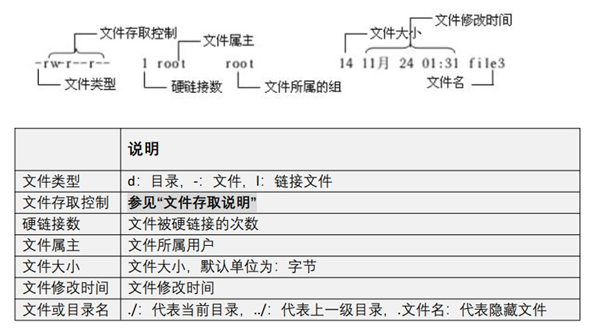 文件存取控制 文件属主 文件大小 文件修改时间
-rw-r--r-- 1 root root 14 11月 24 01:31 file3
文件类型 硬链接数 文件所属的组 文件名
说明
文件类型 d：目录，-：文件，l：链接文件
文件存取控制 参见“文件存取说明”
硬链接数 文件被硬链接的次数
文件属主 文件所属用户
文件大小 文件大小，默认单位为：字节
文件修改时间 文件修改时间
文件或目录名 ./：代表当前目录，../：代表上一级目录，.文件名：代表隐藏文件